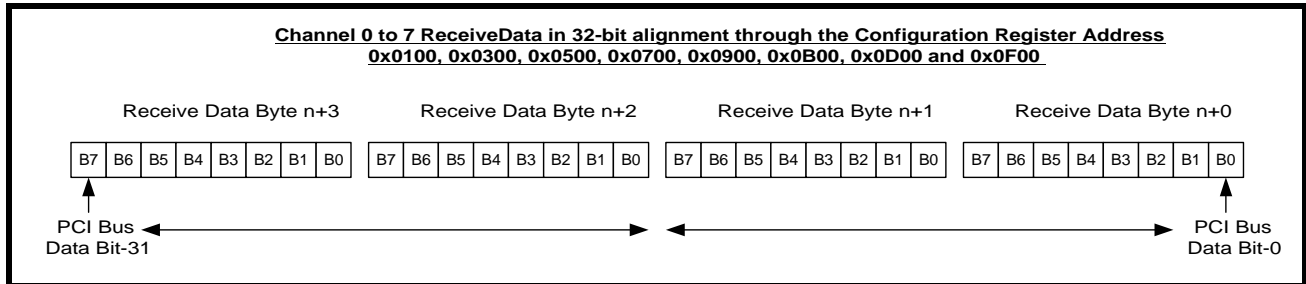 Channel 0 to 7 ReceiveData in 32-bit alignment through the Configuration Register Address
0x0100, 0x0300, 0x0500, 0x0700, 0x0900, 0x0B00, 0x0D00 and 0x0F00
Receive Data Byte n+3 Receive Data Byte n+2 Receive Data Byte n+1 Receive Data Byte n+0
B7 B6 B5 B4 B3 B2 B1 B0 B7 B6 B5 B4 B3 B2 B1 B0 B7 B6 B5 B4 B3 B2 B1 B0 B7 B6 B5 B4 B3 B2 B1 B0
PCI Bus PCI Bus
Data Bit-31 Data Bit-0